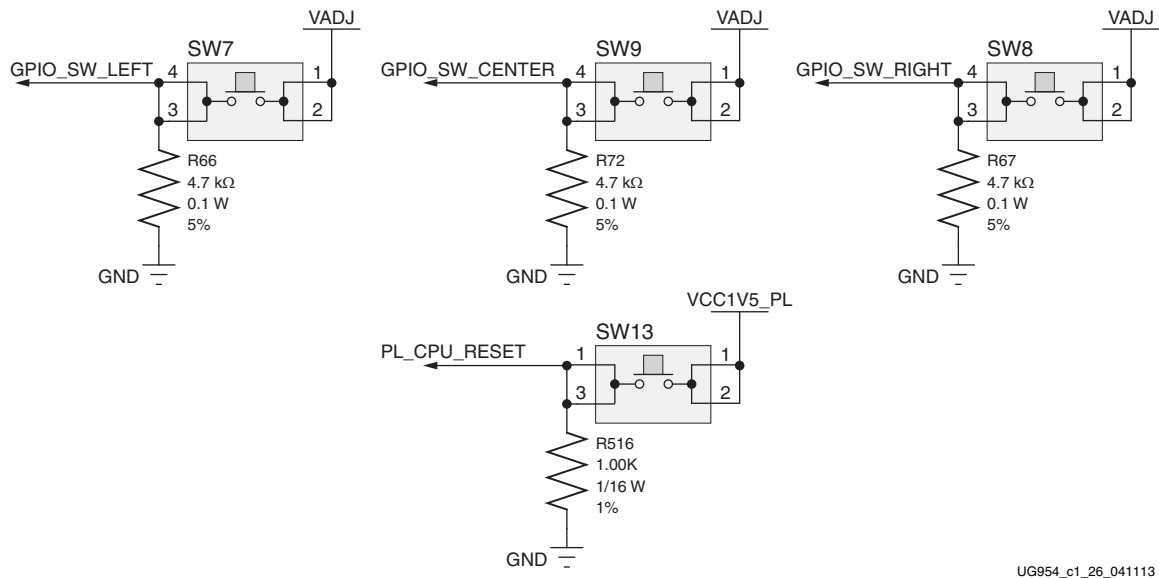 VADJ
SW7
GPIO_SW_LEFT
4
1
3
2
R66
4.7 kΩ
0.1 W
5%
GND
VADJ
SW9
GPIO_SW_CENTER
4
1
3
2
R72
4.7 kΩ
0.1 W
5%
GND
VADJ
SW8
GPIO_SW_RIGHT
4
1
3
2
R67
4.7 kΩ
0.1 W
5%
GND
VCC1V5_PL
SW13
PL_CPU_RESET
1
1
3
2
R516
1.00K
1/16 W
1%
GND
UG954_c1_26_041113